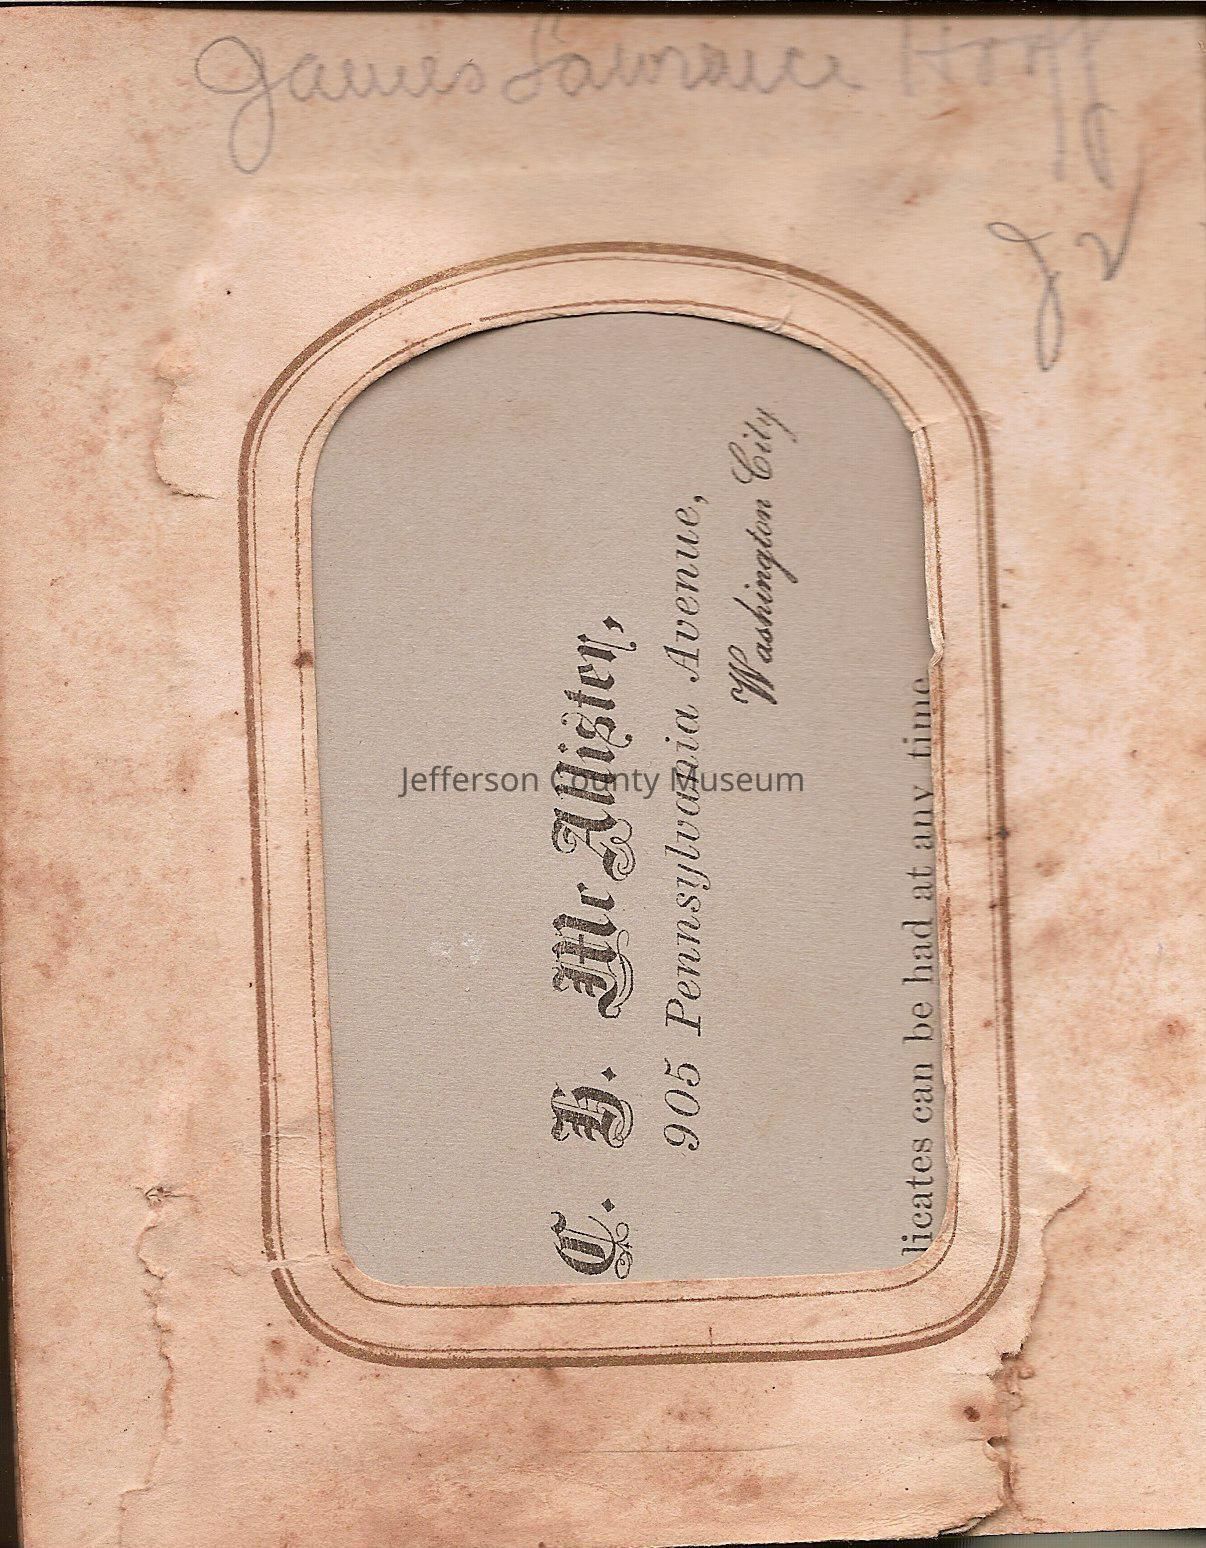 James Lawrence Hooff
Jr
C. H. McAllister,
905 Pennsylvania Avenue,
Washington City
licates can be had at any time
Jefferson County Museum